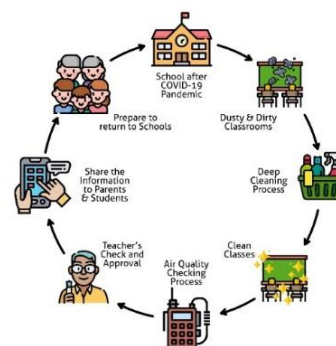 School after
COVID-19
Pandemic
Dusty & Dirty
Classrooms
Deep
Cleaning
Process
Clean
Classes
Air Quality
Checking
Process
Teacher's
Check and
Approval
Share the
Information
to Parents
& Students
Prepare to
return to Schools